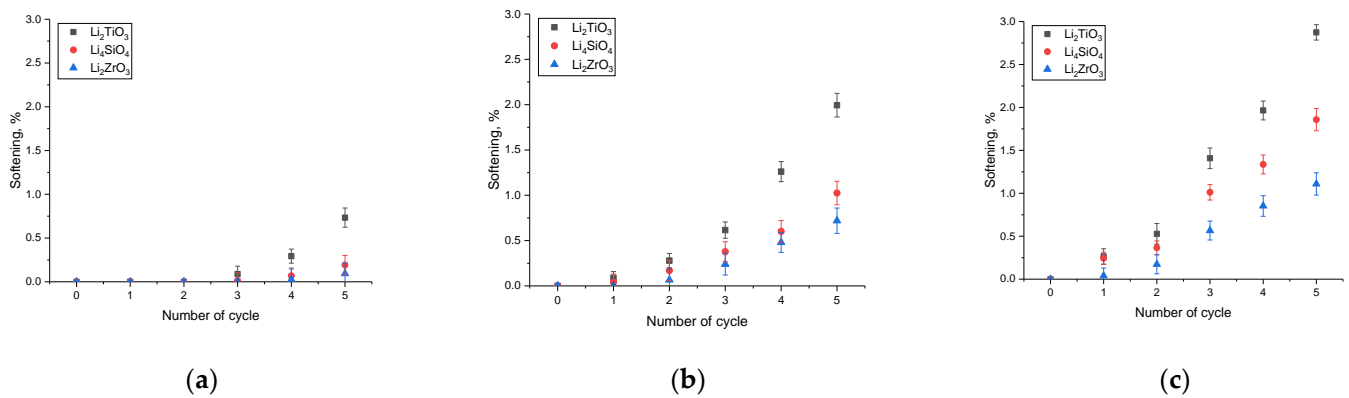 3.0
2.5
2.0
1.5
1.0
0.5
0.0
Softening, %
Li₂TiO₃
Li₄SiO₄
Li₂ZrO₃
0 1 2 3 4 5
Number of cycle
(a)
3.0
2.5
2.0
1.5
1.0
0.5
0.0
Softening, %
Li₂TiO₃
Li₄SiO₄
Li₂ZrO₃
0 1 2 3 4 5
Number of cycle
(b)
3.0
2.5
2.0
1.5
1.0
0.5
0.0
Softening, %
Li₂TiO₃
Li₄SiO₄
Li₂ZrO₃
0 1 2 3 4 5
Number of cycle
(c)